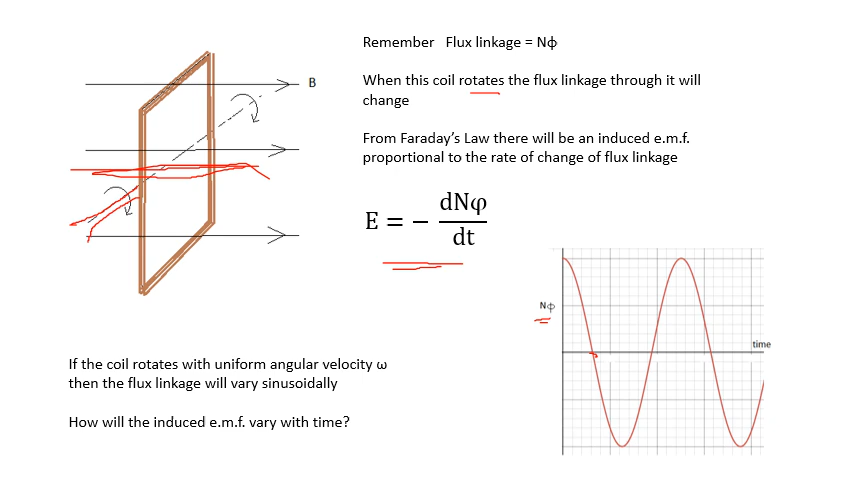 Remember Flux linkage = Nɸ
B
When this coil rotates the flux linkage through it will
change
From Faraday's Law there will be an induced e.m.f.
proportional to the rate of change of flux linkage
E = − dNφ
dt
Nɸ
time
If the coil rotates with uniform angular velocity ω
then the flux linkage will vary sinusoidally
How will the induced e.m.f. vary with time?